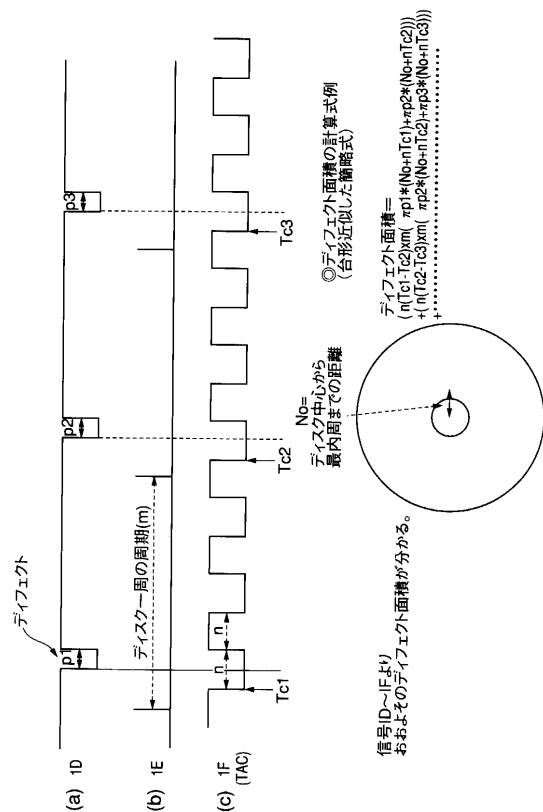 ディフェクト
(a) 1D
p1
p2
p3
(b) 1E
ディスク一周の周期(m)
(c) 1F
(TAC)
n
n
Tc1
Tc2
Tc3
信号ID～IFより
おおよそのディフェクト面積が分かる。
No=
ディスク中心から
最内周までの距離
◎ディフェクト面積の計算式例
(台形近似した簡略式)
ディフェクト面積=
(n(Tc1-Tc2)xm( πp1*(No+nTc1)+πp2*(No+nTc2)))
+(n(Tc2-Tc3)xm( πp2*(No+nTc2)+πp3*(No+nTc3)))
+・・・・・・・・・・・・・・・・